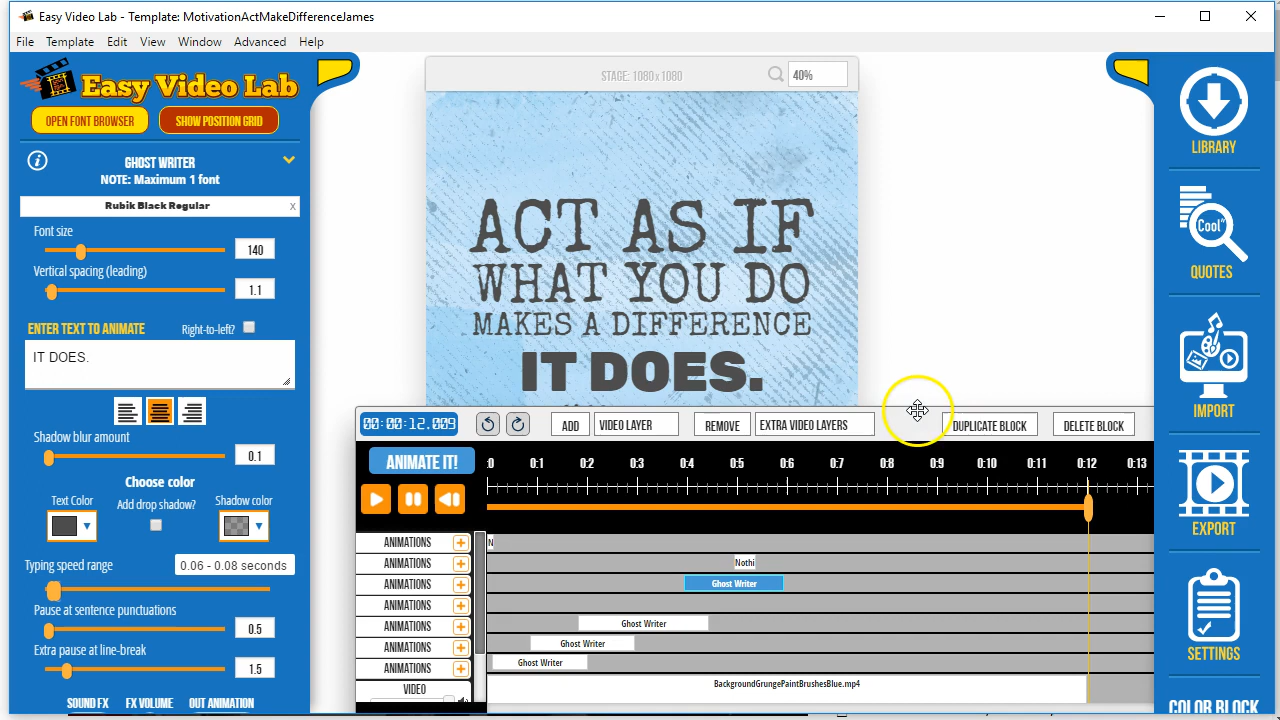 Easy Video Lab - Template: MotivationActMakeDifferenceJames
File Template Edit View Window Advanced Help
Easy Video Lab
OPEN FONT BROWSER SHOW POSITION GRID
GHOST WRITER
NOTE: Maximum 1 font
Rubik Black Regular x
Font size
140
Vertical spacing (leading)
1.1
ENTER TEXT TO ANIMATE Right-to-left?
IT DOES.
Shadow blur amount
0.1
Choose color
Text Color Add drop shadow? Shadow color
Typing speed range 0.06 - 0.08 seconds
Pause at sentence punctuations
0.5
Extra pause at line-break
1.5
SOUND FX FX VOLUME OUT ANIMATION
STAGE: 1080x1080 40%
ACT AS IF
WHAT YOU DO
MAKES A DIFFERENCE
IT DOES.
00:00:12.009 ADD VIDEO LAYER REMOVE EXTRA VIDEO LAYERS DUPLICATE BLOCK DELETE BLOCK
ANIMATE IT! :0 0:1 0:2 0:3 0:4 0:5 0:6 0:7 0:8 0:9 0:10 0:11 0:12 0:13
ANIMATIONS + N
ANIMATIONS + Nothi
ANIMATIONS + Ghost Writer
ANIMATIONS +
ANIMATIONS + Ghost Writer
ANIMATIONS + Ghost Writer
ANIMATIONS + Ghost Writer
VIDEO BackgroundGrungePaintBrushesBlue.mp4
LIBRARY
Cool"
QUOTES
IMPORT
EXPORT
SETTINGS
COLOR BLOCK